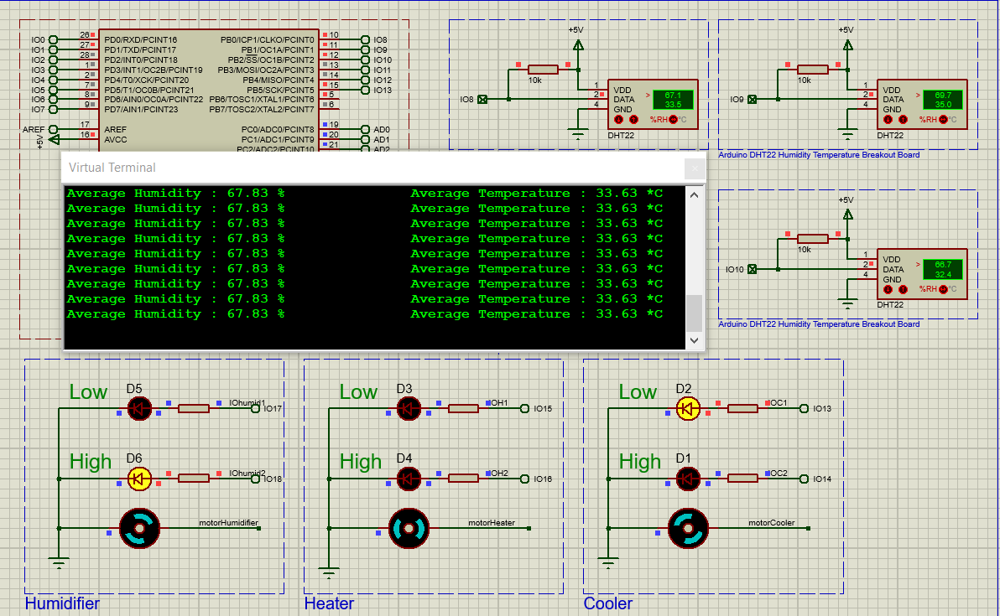 IO0 26 PD0/RXD/PCINT16 PB0/ICP1/CLKO/PCINT0 10 IO8
IO1 27 PD1/TXD/PCINT17 PB1/OC1A/PCINT1 11 IO9
IO2 28 PD2/INT0/PCINT18 PB2/SS/OC1B/PCINT2 12 IO10
IO3 1 PD3/INT1/OC2B/PCINT19 PB3/MOSI/OC2A/PCINT3 13 IO11
IO4 2 PD4/T0/XCK/PCINT20 PB4/MISO/PCINT4 14 IO12
IO5 7 PD5/T1/OC0B/PCINT21 PB5/SCK/PCINT5 15 IO13
IO6 8 PD6/AIN0/OC0A/PCINT22 PB6/TOSC1/XTAL1/PCINT6 5
IO7 9 PD7/AIN1/PCINT23 PB7/TOSC2/XTAL2/PCINT7 6
AREF 17 AREF PC0/ADC0/PCINT8 19 AD0
+5V 16 AVCC PC1/ADC1/PCINT9 20 AD1
PC2/ADC2/PCINT10 21 AD2
+5V
10k
IO8
1 VDD 67.1
2 DATA > 33.5
4 GND
%RH °C
DHT22
+5V
10k
IO9
1 VDD 69.7
2 DATA > 35.0
4 GND
%RH °C
DHT22
Arduino DHT22 Humidity Temperature Breakout Board
+5V
10k
IO10
1 VDD 66.7
2 DATA > 32.4
4 GND
%RH °C
DHT22
Arduino DHT22 Humidity Temperature Breakout Board
Virtual Terminal
Average Humidity : 67.83 % Average Temperature : 33.63 *C
Average Humidity : 67.83 % Average Temperature : 33.63 *C
Average Humidity : 67.83 % Average Temperature : 33.63 *C
Average Humidity : 67.83 % Average Temperature : 33.63 *C
Average Humidity : 67.83 % Average Temperature : 33.63 *C
Average Humidity : 67.83 % Average Temperature : 33.63 *C
Average Humidity : 67.83 % Average Temperature : 33.63 *C
Average Humidity : 67.83 % Average Temperature : 33.63 *C
Average Humidity : 67.83 % Average Temperature : 33.63 *C
Low D5 IOhumid1 IO17
High D6 IOhumid2 IO18
motorHumidifier
Humidifier
Low D3 IOH1 IO15
High D4 IOH2 IO16
motorHeater
Heater
Low D2 IOC1 IO13
High D1 IOC2 IO14
motorCooler
Cooler